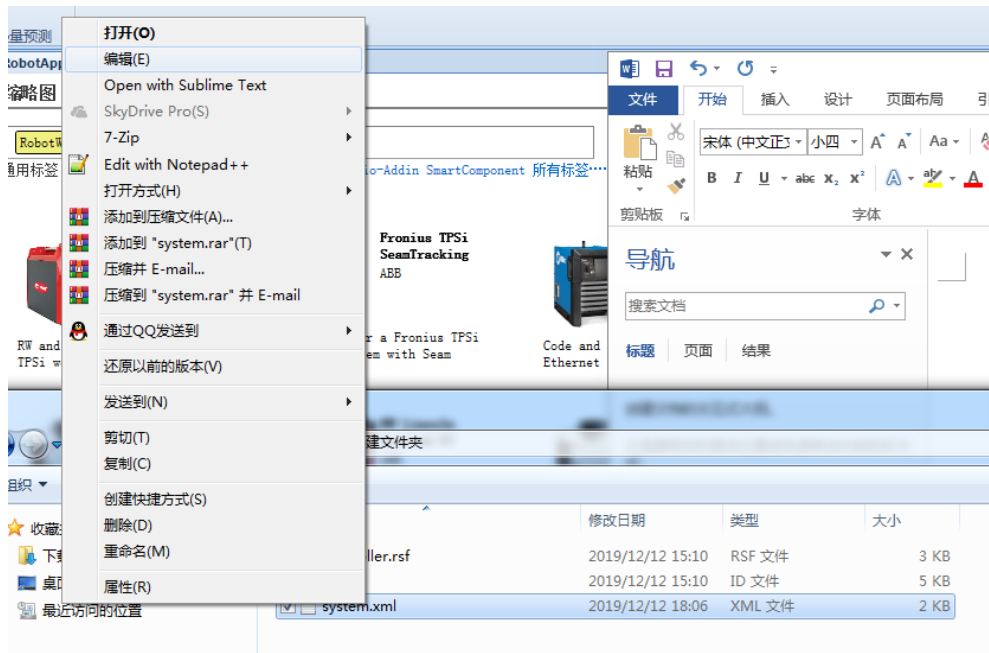 量预测
打开(O)
编辑(E)
Open with Sublime Text
SkyDrive Pro(S)
7-Zip
Edit with Notepad++
打开方式(H)
添加到压缩文件(A)...
添加到 "system.rar"(T)
压缩并 E-mail...
压缩到 "system.rar" 并 E-mail
通过QQ发送到
还原以前的版本(V)
发送到(N)
剪切(T)
复制(C)
创建快捷方式(S)
删除(D)
重命名(M)
属性(R)
RobotApp
缩略图
RobotW
通用标签
io-Addin SmartComponent 所有标签····
Fronius TPSi
SeamTracking
ABB
RW and
TPSi w
r a Fronius TPSi
em with Seam
Code and
Ethernet
文件 开始 插入 设计 页面布局 引
宋体 (中文正文 小四 A A Aa
粘贴
B I U abc X₂ X² A aby A
剪贴板 字体
导航
搜索文档
标题 页面 结果
建文件夹
组织
修改日期 类型 大小
收藏
ller.rsf 2019/12/12 15:10 RSF 文件 3 KB
下载
2019/12/12 15:10 ID 文件 5 KB
桌面
system.xml 2019/12/12 18:06 XML 文件 2 KB
最近访问的位置